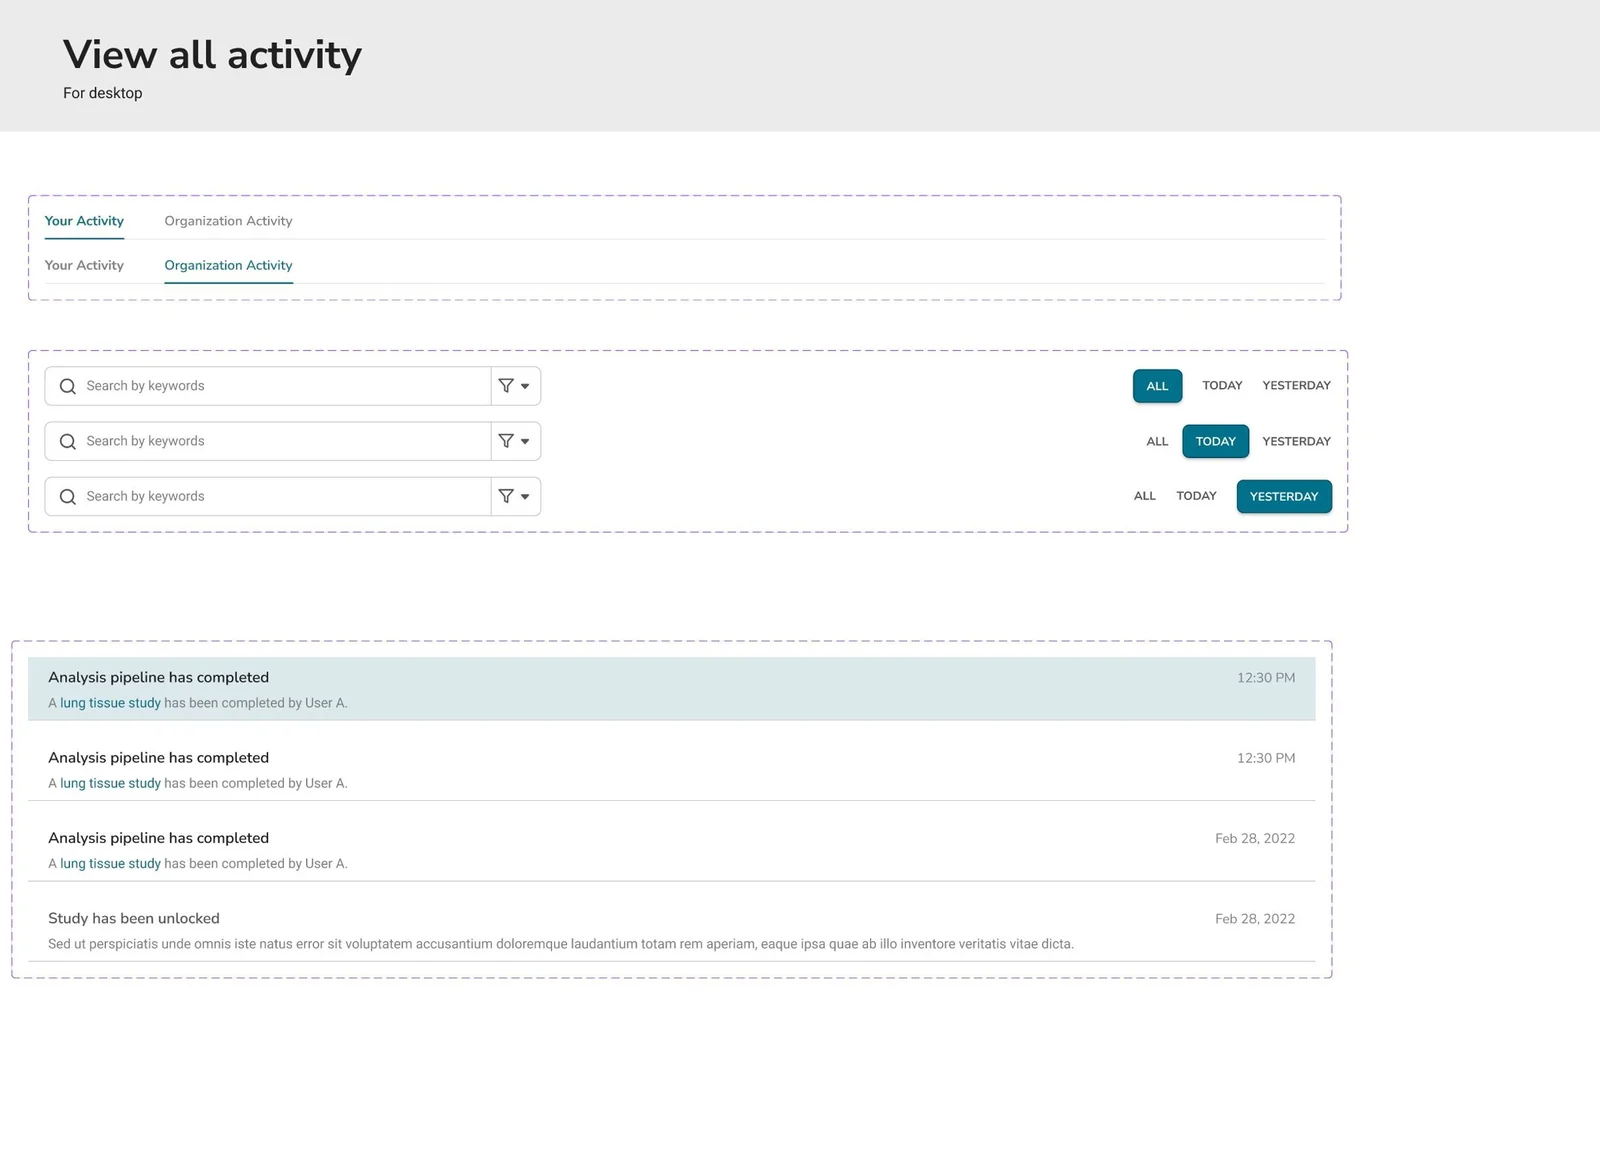 View all activity
For desktop
Your Activity Organization Activity
Your Activity Organization Activity
Search by keywords ALL TODAY YESTERDAY
Search by keywords ALL TODAY YESTERDAY
Search by keywords ALL TODAY YESTERDAY
Analysis pipeline has completed 12:30 PM
A lung tissue study has been completed by User A.
Analysis pipeline has completed 12:30 PM
A lung tissue study has been completed by User A.
Analysis pipeline has completed Feb 28, 2022
A lung tissue study has been completed by User A.
Study has been unlocked Feb 28, 2022
Sed ut perspiciatis unde omnis iste natus error sit voluptatem accusantium doloremque laudantium totam rem aperiam, eaque ipsa quae ab illo inventore veritatis vitae dicta.